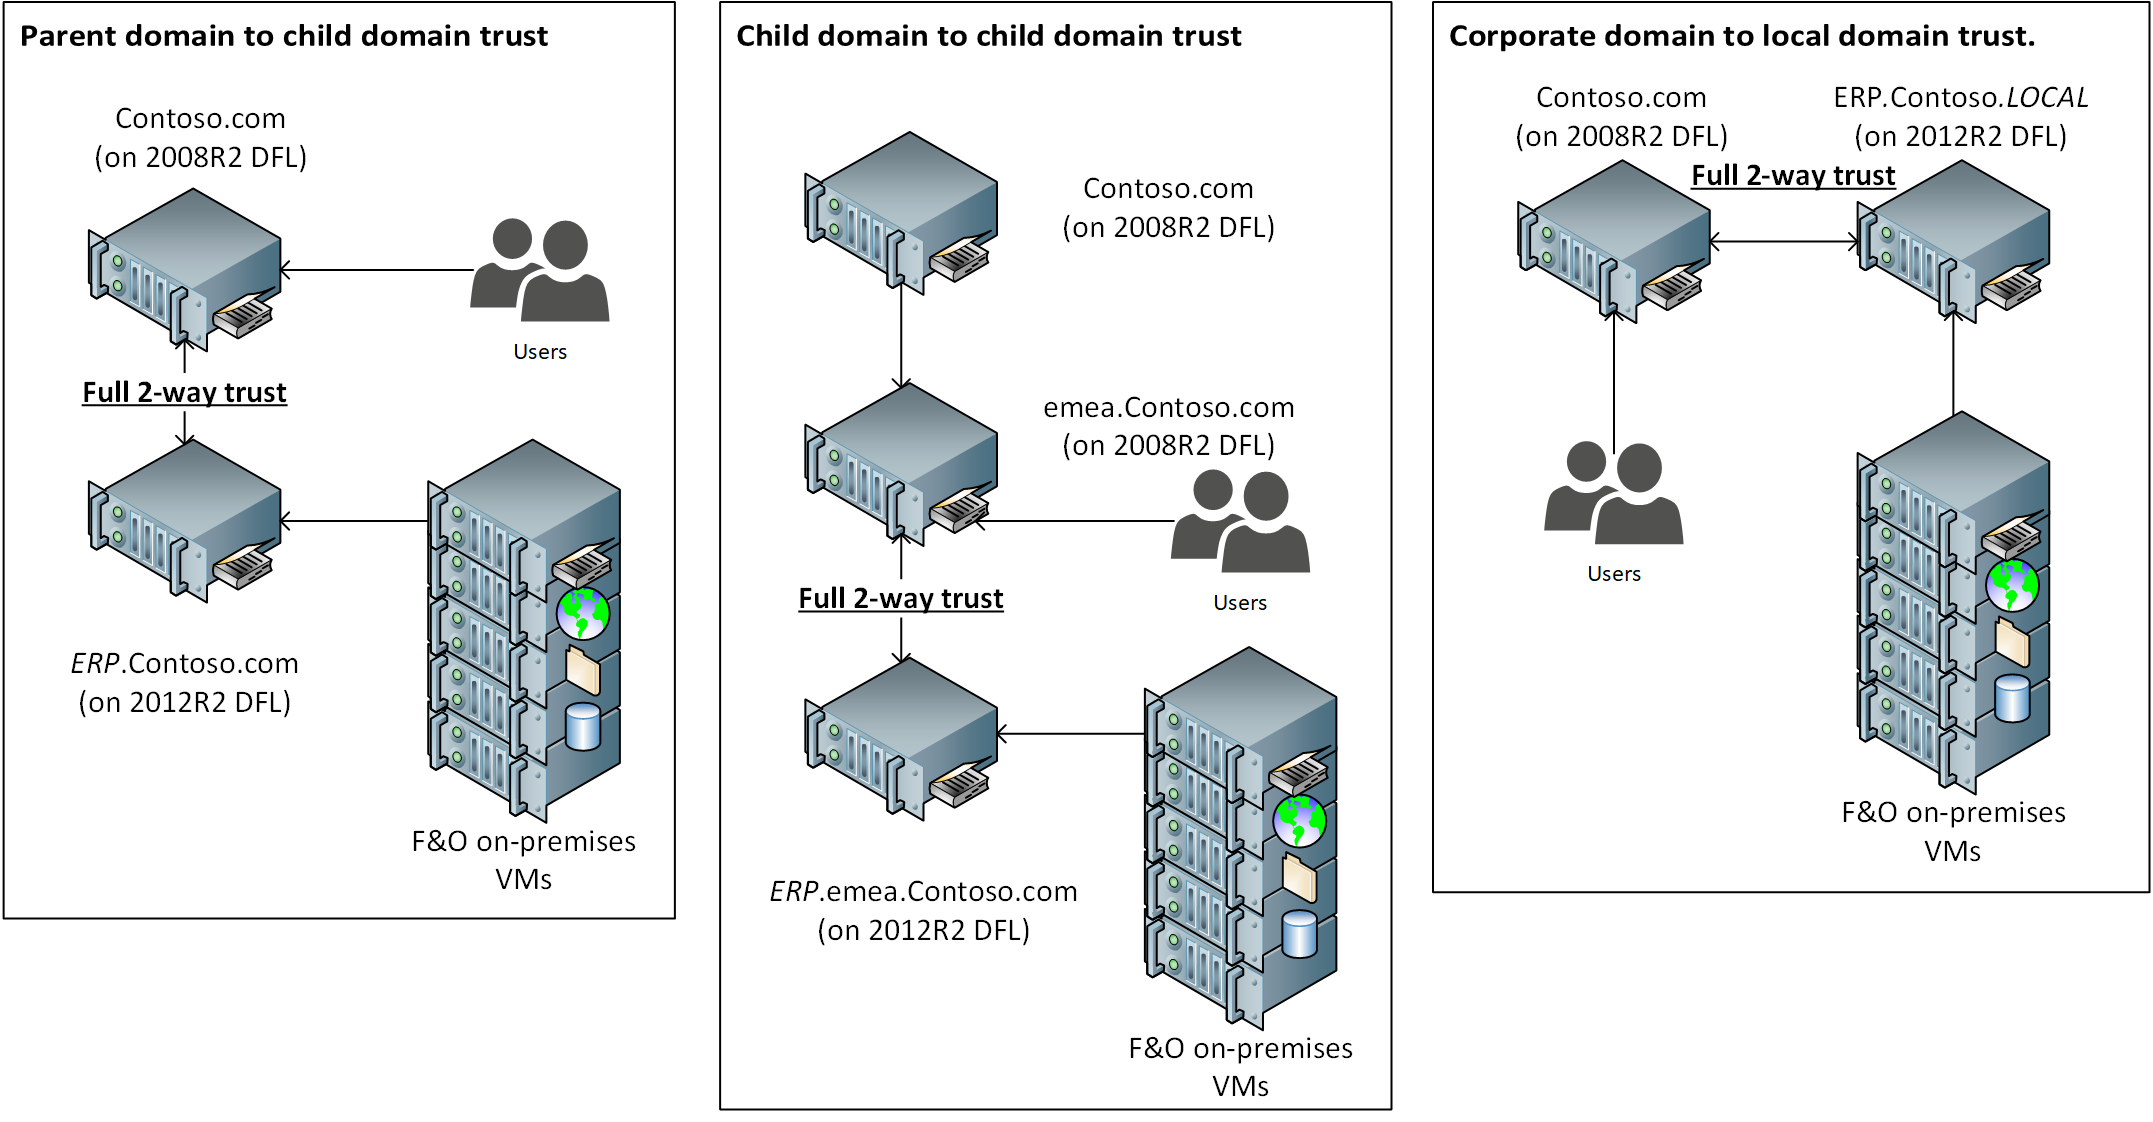 Parent domain to child domain trust
Contoso.com
(on 2008R2 DFL)
Users
Full 2-way trust
ERP.Contoso.com
(on 2012R2 DFL)
F&O on-premises
VMs
Child domain to child domain trust
Contoso.com
(on 2008R2 DFL)
emea.Contoso.com
(on 2008R2 DFL)
Users
Full 2-way trust
ERP.emea.Contoso.com
(on 2012R2 DFL)
F&O on-premises
VMs
Corporate domain to local domain trust.
Contoso.com
(on 2008R2 DFL)
ERP.Contoso.LOCAL
(on 2012R2 DFL)
Full 2-way trust
Users
F&O on-premises
VMs